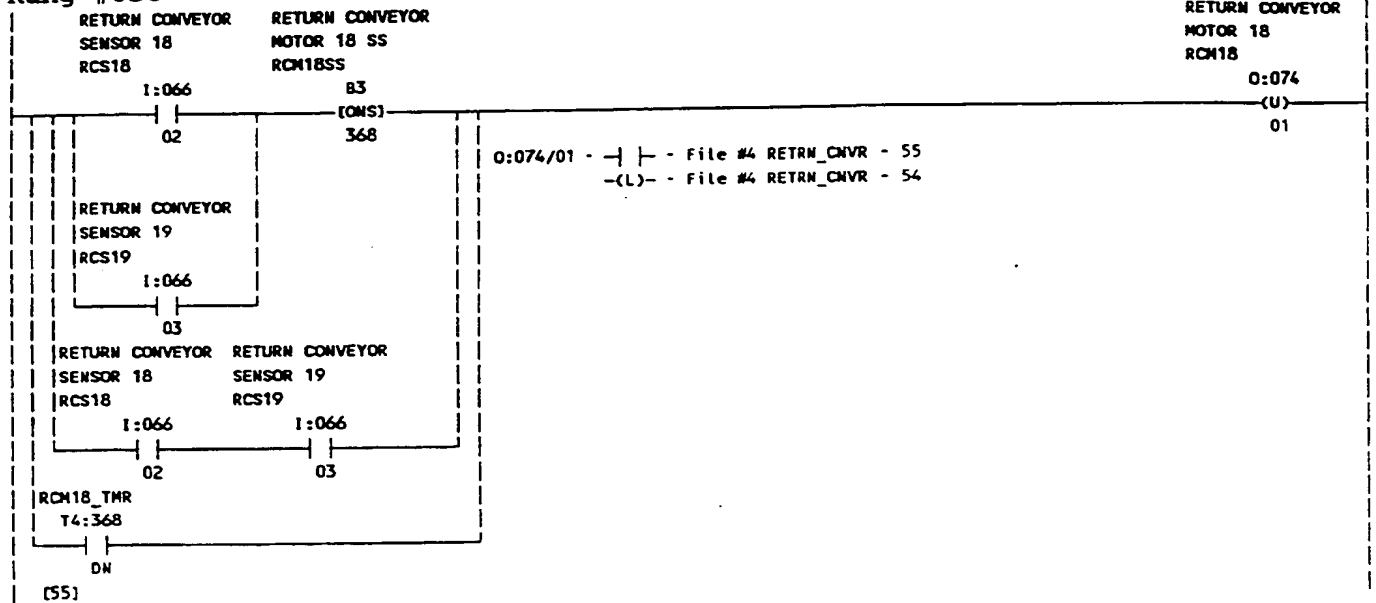 RETURN CONVEYOR
SENSOR 18
RCS18
I:066
02
RETURN CONVEYOR
MOTOR 18 SS
RCM18SS
B3
[ONS]
368
RETURN CONVEYOR
MOTOR 18
RCM18
O:074
(U)
01
O:074/01 - ┤ ├ - File #4 RETRN_CNVR - 55
-(L)- - File #4 RETRN_CNVR - 54
RETURN CONVEYOR
SENSOR 19
RCS19
I:066
03
RETURN CONVEYOR
SENSOR 18
RCS18
I:066
02
RETURN CONVEYOR
SENSOR 19
RCS19
I:066
03
RCM18_TMR
T4:368
DN
[55]